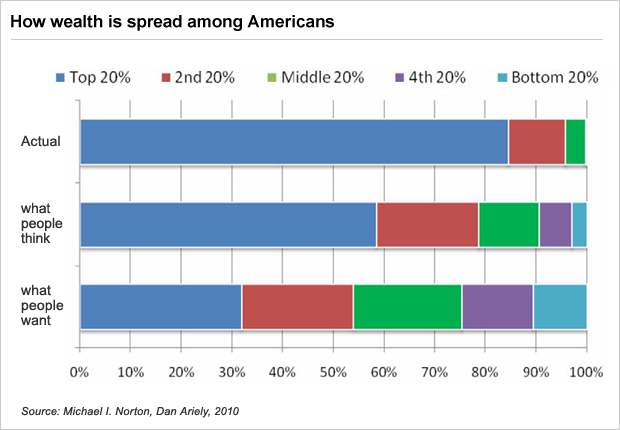 How wealth is spread among Americans
Top 20% 2nd 20% Middle 20% 4th 20% Bottom 20%
Actual
what
people
think
what
people
want
0% 10% 20% 30% 40% 50% 60% 70% 80% 90% 100%
Source: Michael I. Norton, Dan Ariely, 2010